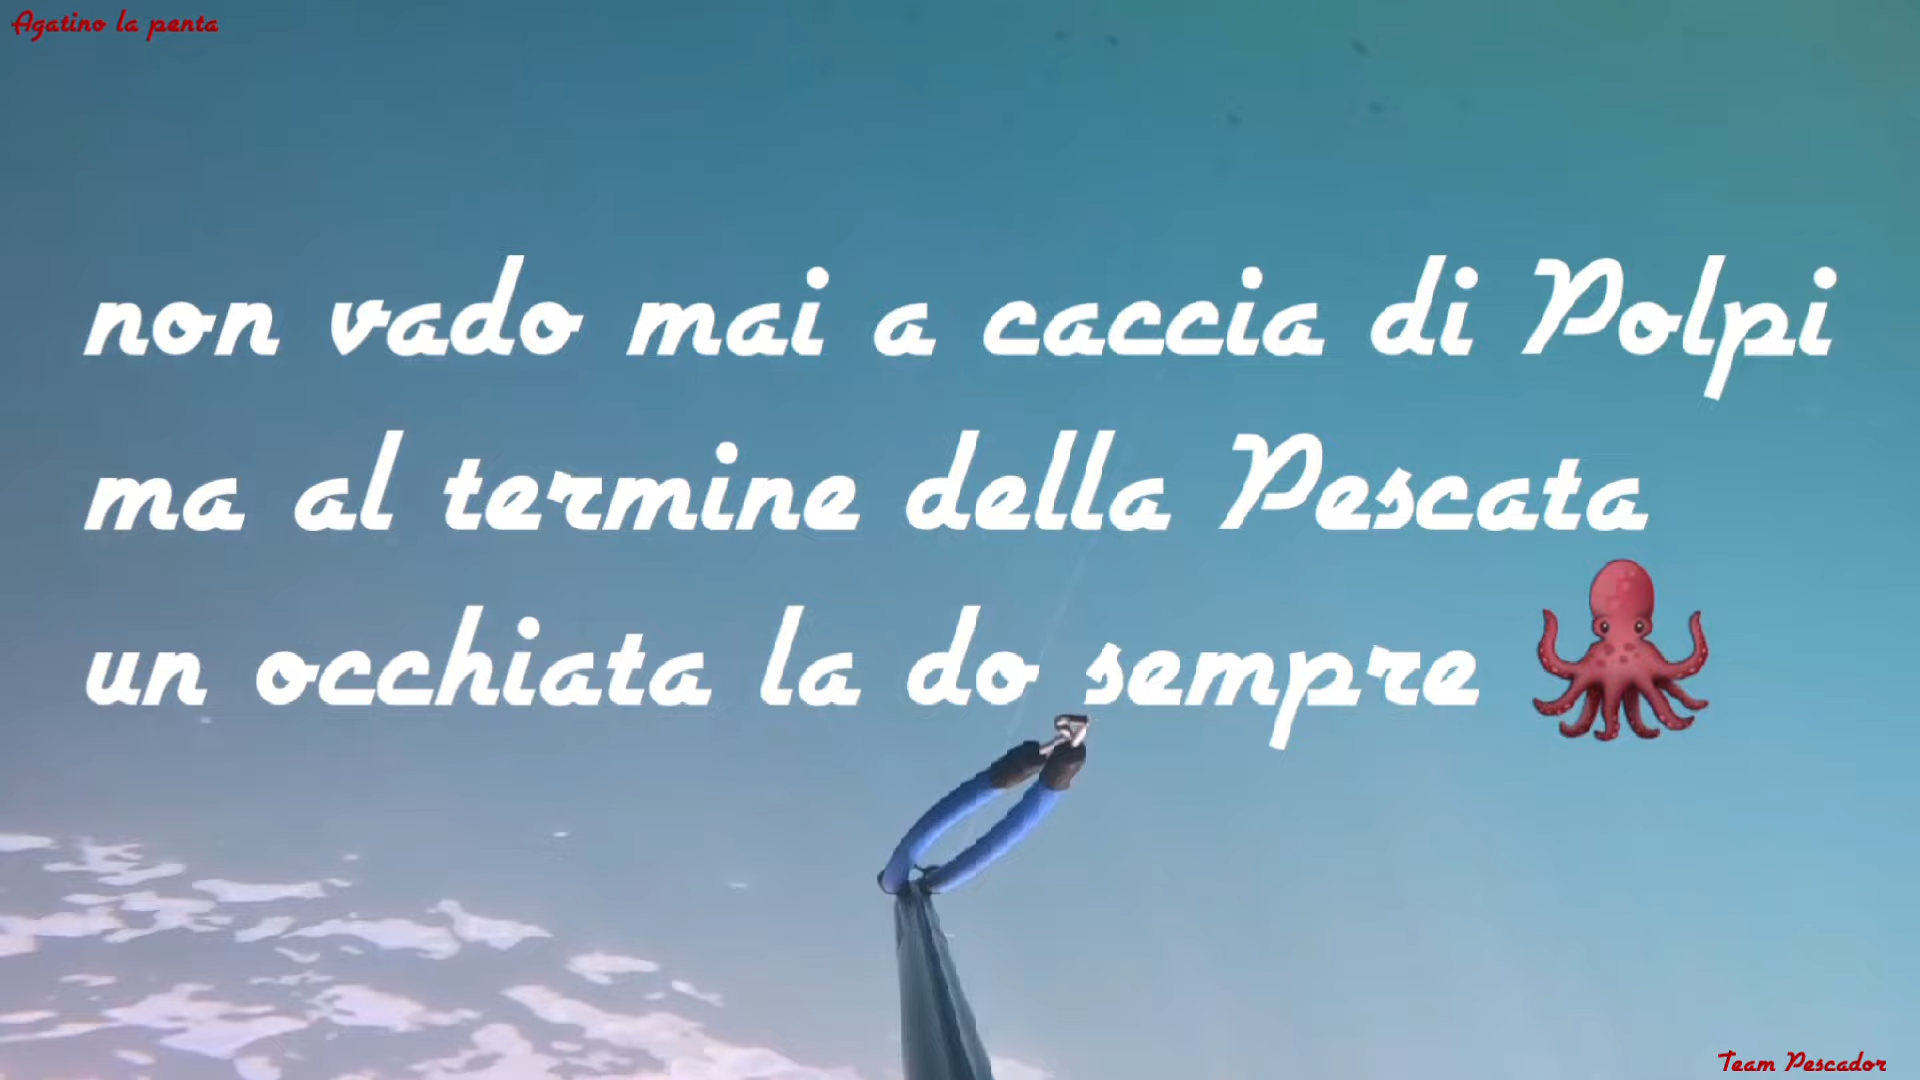 Agatino la penta
non vado mai a caccia di Polpi
ma al termine della Pescata
un occhiata la do sempre
Team Pescador